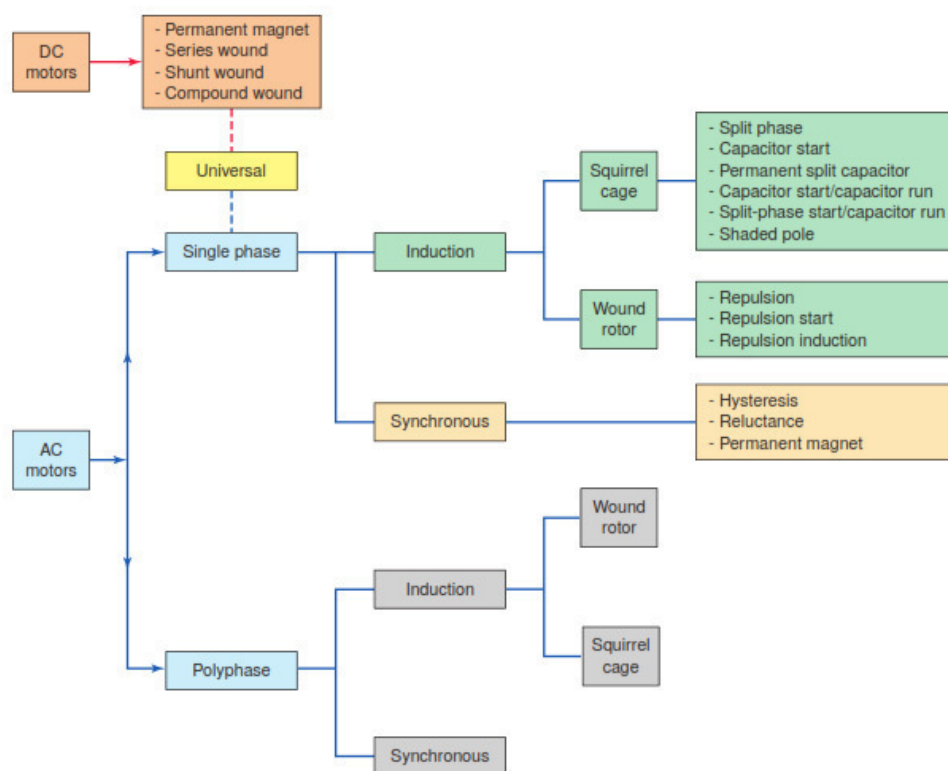 DC
motors
- Permanent magnet
- Series wound
- Shunt wound
- Compound wound
Universal
Single phase
Induction
Squirrel
cage
- Split phase
- Capacitor start
- Permanent split capacitor
- Capacitor start/capacitor run
- Split-phase start/capacitor run
- Shaded pole
Wound
rotor
- Repulsion
- Repulsion start
- Repulsion induction
Synchronous
- Hysteresis
- Reluctance
- Permanent magnet
AC
motors
Polyphase
Induction
Wound
rotor
Squirrel
cage
Synchronous